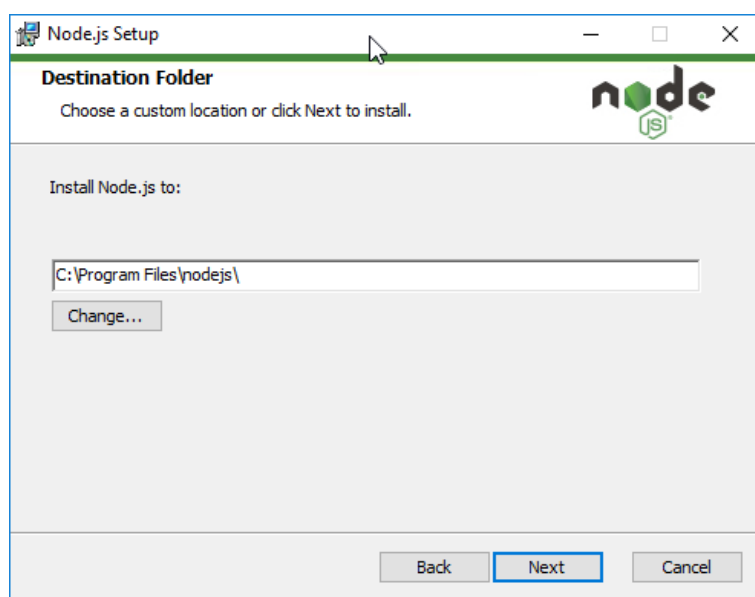 Node.js Setup
Destination Folder
Choose a custom location or click Next to install.
node
JS
Install Node.js to:
C:\Program Files\nodejs\
Change...
Back
Next
Cancel